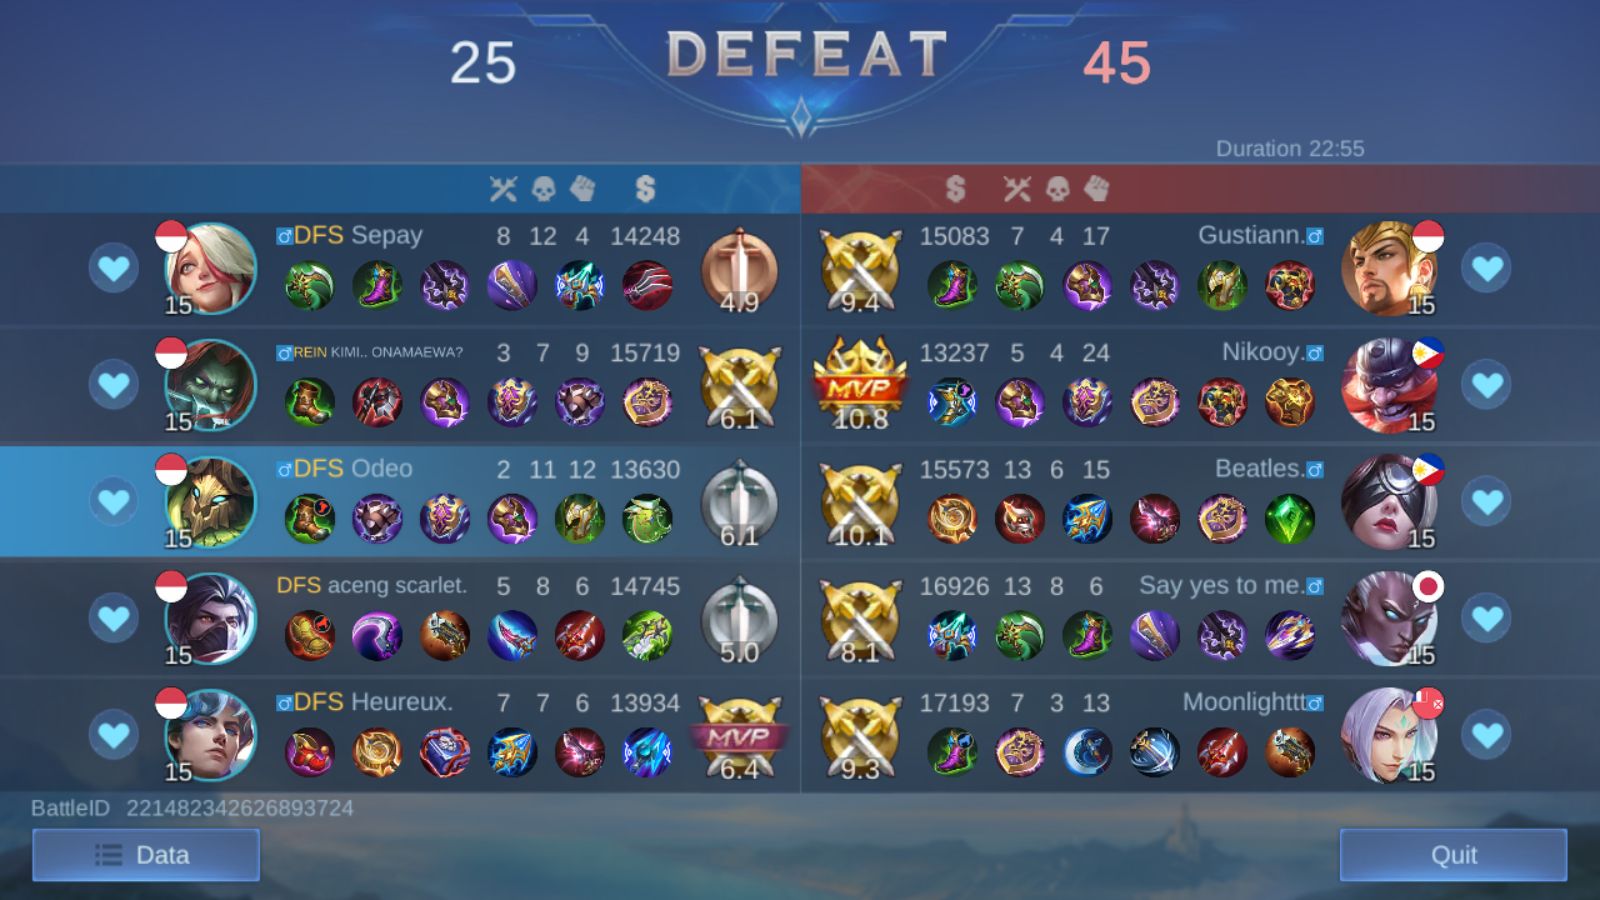 25 DEFEAT 45
Duration 22:55
DFS Sepay 8 12 4 14248
15 4.9
15083 7 4 17 Gustiann.
9.4 15
REIN KIMI.. ONAMAEWA? 3 7 9 15719
15 6.1
13237 5 4 24 Nikooy.
MVP
10.8 15
DFS Odeo 2 11 12 13630
15 6.1
15573 13 6 15 Beatles.
10.1 15
DFS aceng scarlet. 5 8 6 14745
15 5.0
16926 13 8 6 Say yes to me.
8.1 15
DFS Heureux. 7 7 6 13934
MVP
15 6.4
17193 7 3 13 Moonlighttt
9.3 15
BattleID 221482342626893724
Data Quit